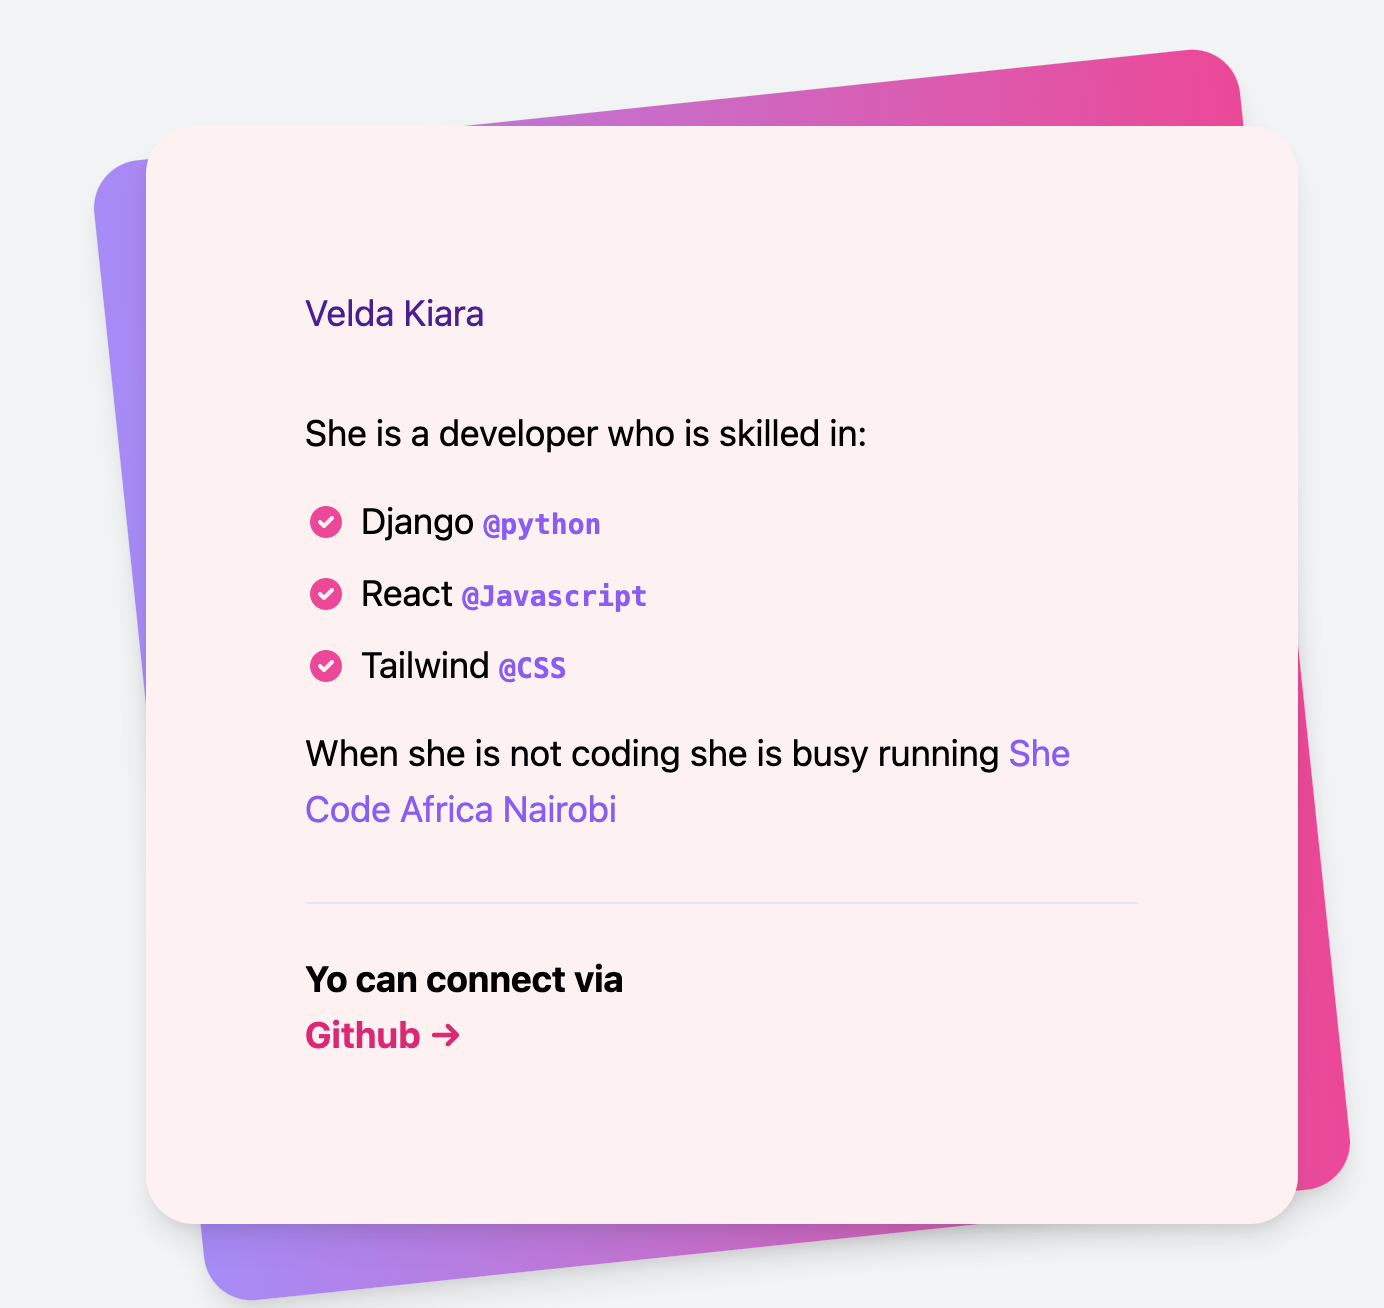 Velda Kiara
She is a developer who is skilled in:
Django @python
React @Javascript
Tailwind @CSS
When she is not coding she is busy running She
Code Africa Nairobi
Yo can connect via
Github →